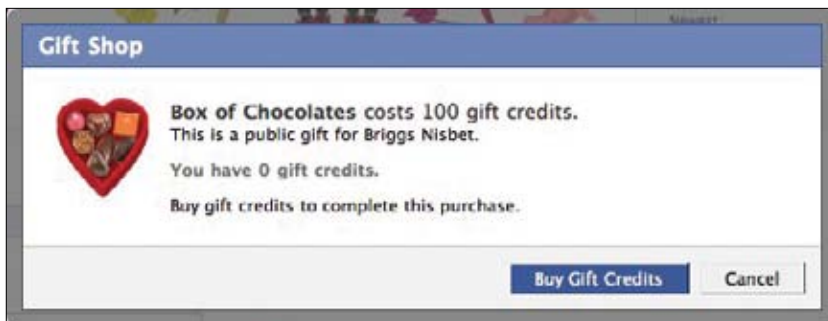 Newest
Gift Shop
Box of Chocolates costs 100 gift credits.
This is a public gift for Briggs Nisbet.
You have 0 gift credits.
Buy gift credits to complete this purchase.
Buy Gift Credits
Cancel